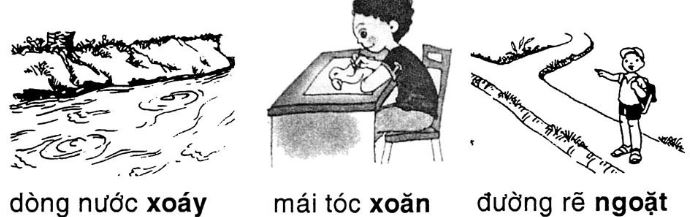 dòng nước xoáy mái tóc xoăn đường rẽ ngoặt